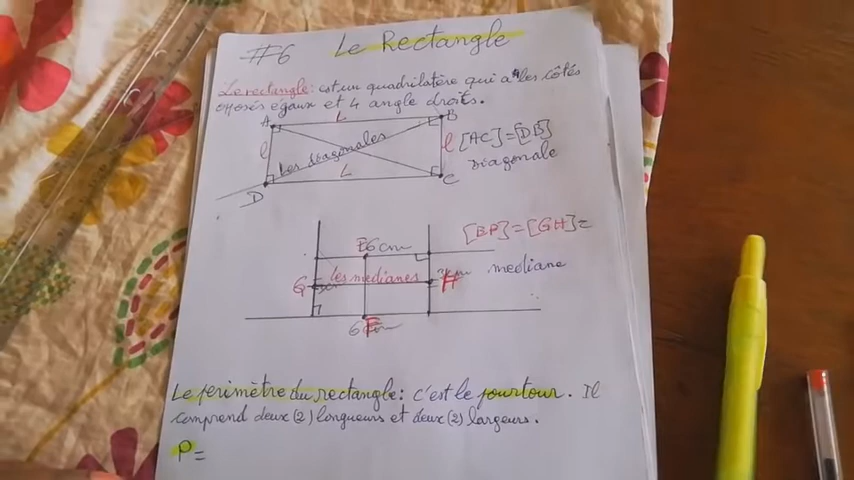 #6 Le Rectangle
Le rectangle: est un quadrilatère qui a les côtés
opposés égaux et 4 angle droits.
A L B
l Les diagonales l [AC]=[DB]
diagonale
D L C
E 6cm [EF]=[GH]=
G les medianes H mediane
6cm F
Le perimètre du rectangle: c'est le pourtour. Il
comprend deux (2) longueurs et deux (2) largeurs.
P=